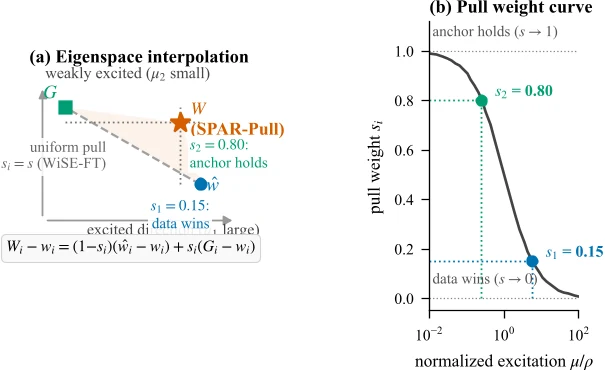 (a) Eigenspace interpolation
weakly excited (μ₂ small)
G
W
(SPAR-Pull)
uniform pull
sᵢ = s (WiSE-FT)
s₂ = 0.80:
anchor holds
ŵ
s₁ = 0.15:
data wins
excited large)
Wᵢ − wᵢ = (1−sᵢ)(ŵᵢ − wᵢ) + sᵢ(Gᵢ − wᵢ)
(b) Pull weight curve
anchor holds (s → 1)
1.0
s₂ = 0.80
0.8
0.6
0.4
0.2
0.0
s₁ = 0.15
data wins (s → 0)
pull weight sᵢ
10⁻² 10⁰ 10²
normalized excitation μ/ρ